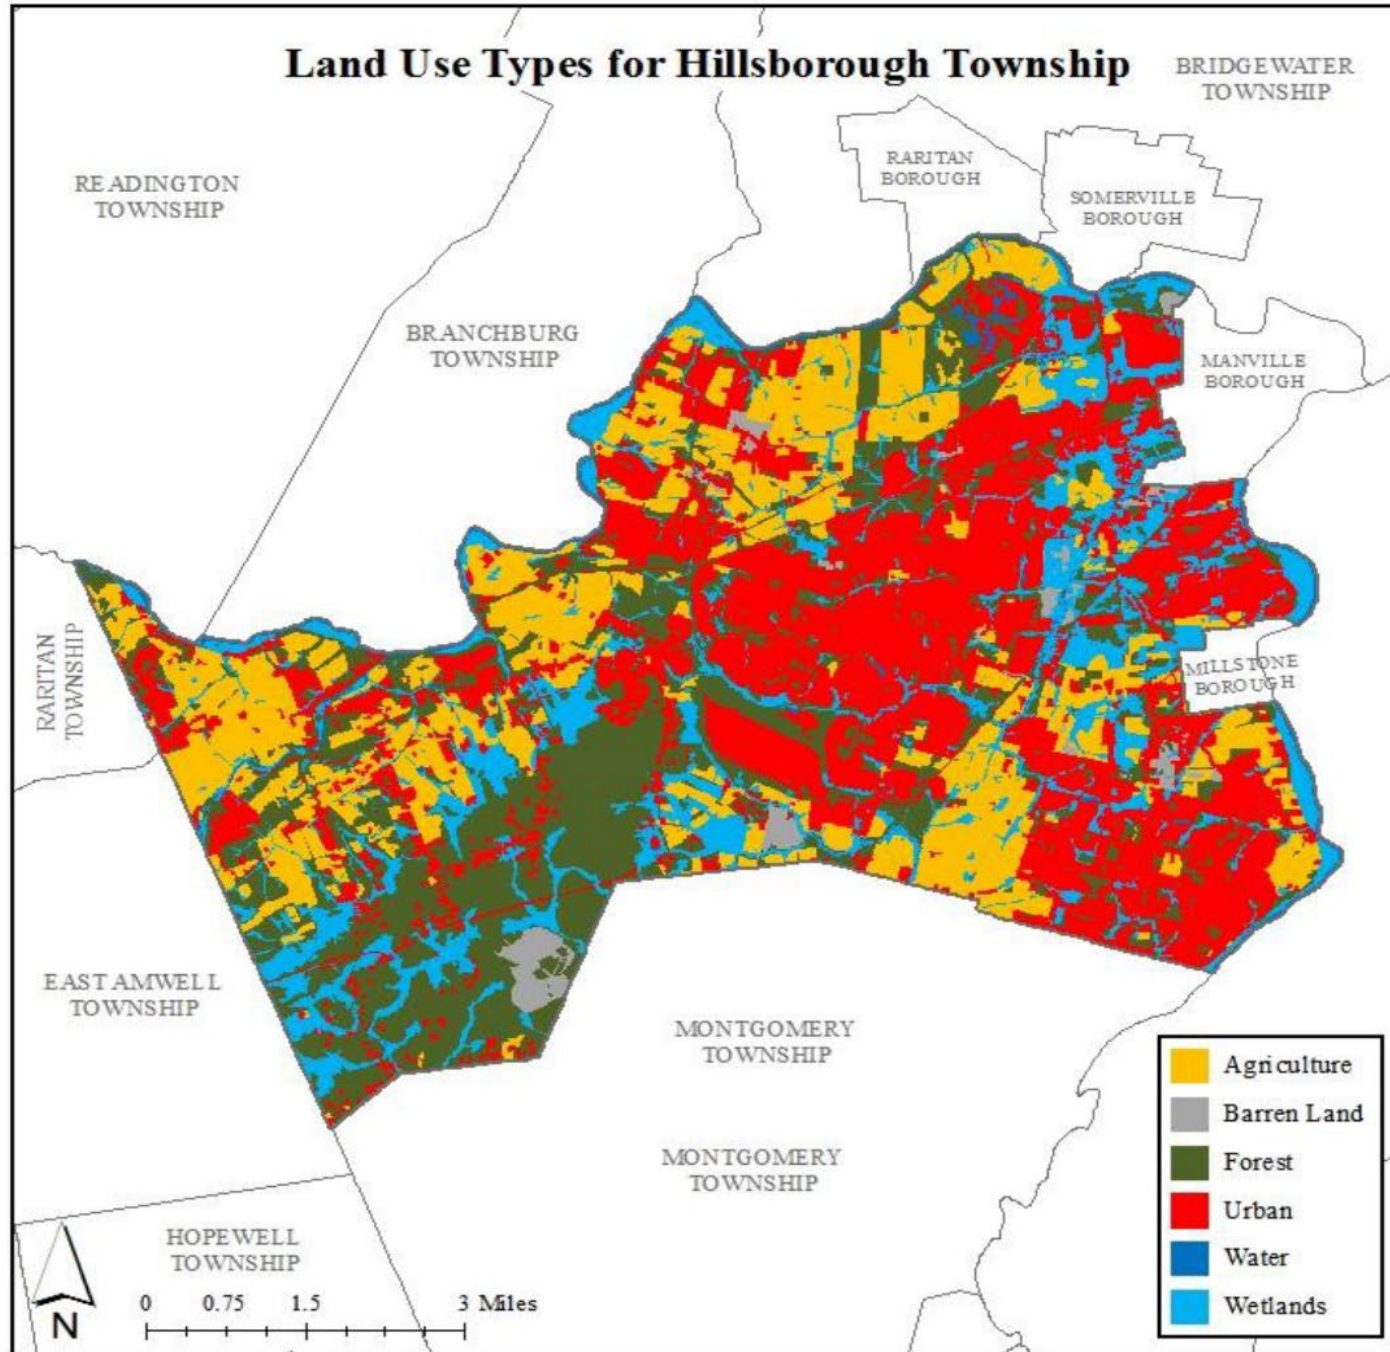 Land Use Types for Hillsborough Township
BRIDGEWATER
TOWNSHIP
RARITAN
BOROUGH
READINGTON
TOWNSHIP
SOMERVILLE
BOROUGH
BRANCHBURG
TOWNSHIP
MANVILLE
BOROUGH
RARITAN
TOWNSHIP
MILLSTONE
BOROUGH
EAST AMWELL
TOWNSHIP
MONTGOMERY
TOWNSHIP
MONTGOMERY
TOWNSHIP
HOPEWELL
TOWNSHIP
N
0 0.75 1.5 3 Miles
Agriculture
Barren Land
Forest
Urban
Water
Wetlands